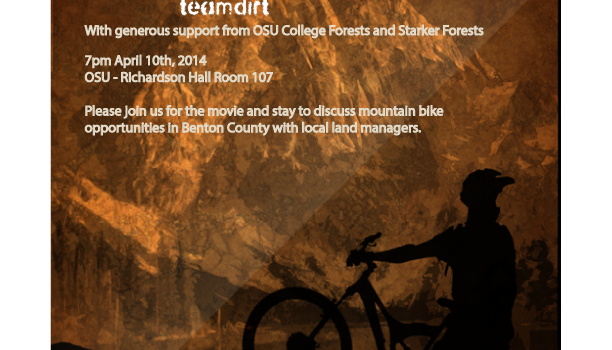 teamdirt
With generous support from OSU College Forests and Starker Forests
7pm April 10th, 2014
OSU - Richardson Hall Room 107
Please join us for the movie and stay to discuss mountain bike
opportunities in Benton County with local land managers.